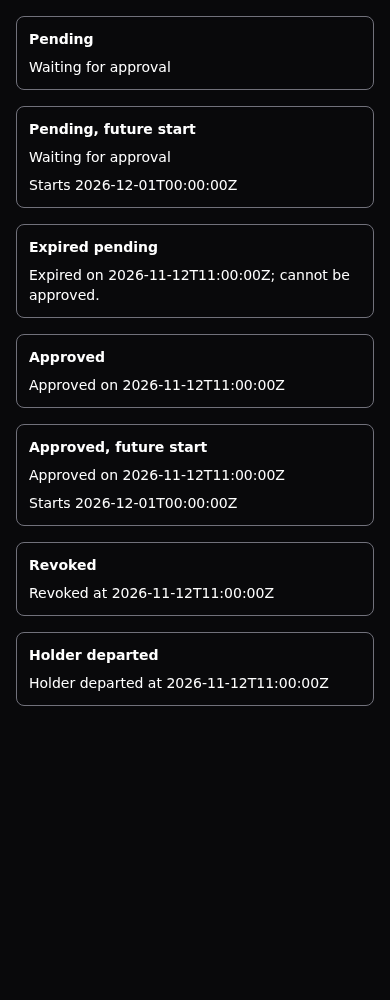 Pending
Waiting for approval
Pending, future start
Waiting for approval
Starts 2026-12-01T00:00:00Z
Expired pending
Expired on 2026-11-12T11:00:00Z; cannot be
approved.
Approved
Approved on 2026-11-12T11:00:00Z
Approved, future start
Approved on 2026-11-12T11:00:00Z
Starts 2026-12-01T00:00:00Z
Revoked
Revoked at 2026-11-12T11:00:00Z
Holder departed
Holder departed at 2026-11-12T11:00:00Z